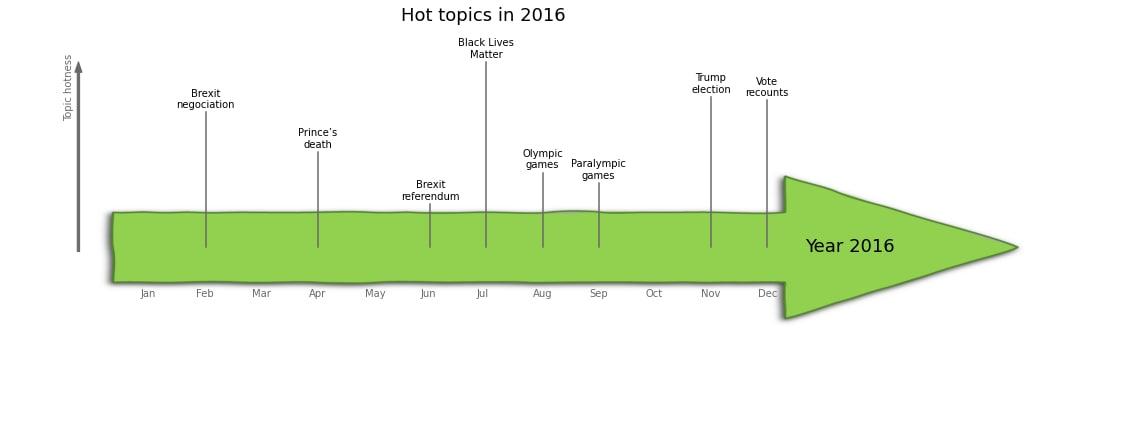 Hot topics in 2016
Topic hotness
Black Lives
Matter
Trump
election
Vote
recounts
Brexit
negociation
Prince's
death
Olympic
games
Paralympic
games
Brexit
referendum
Year 2016
Jan Feb Mar Apr May Jun Jul Aug Sep Oct Nov Dec